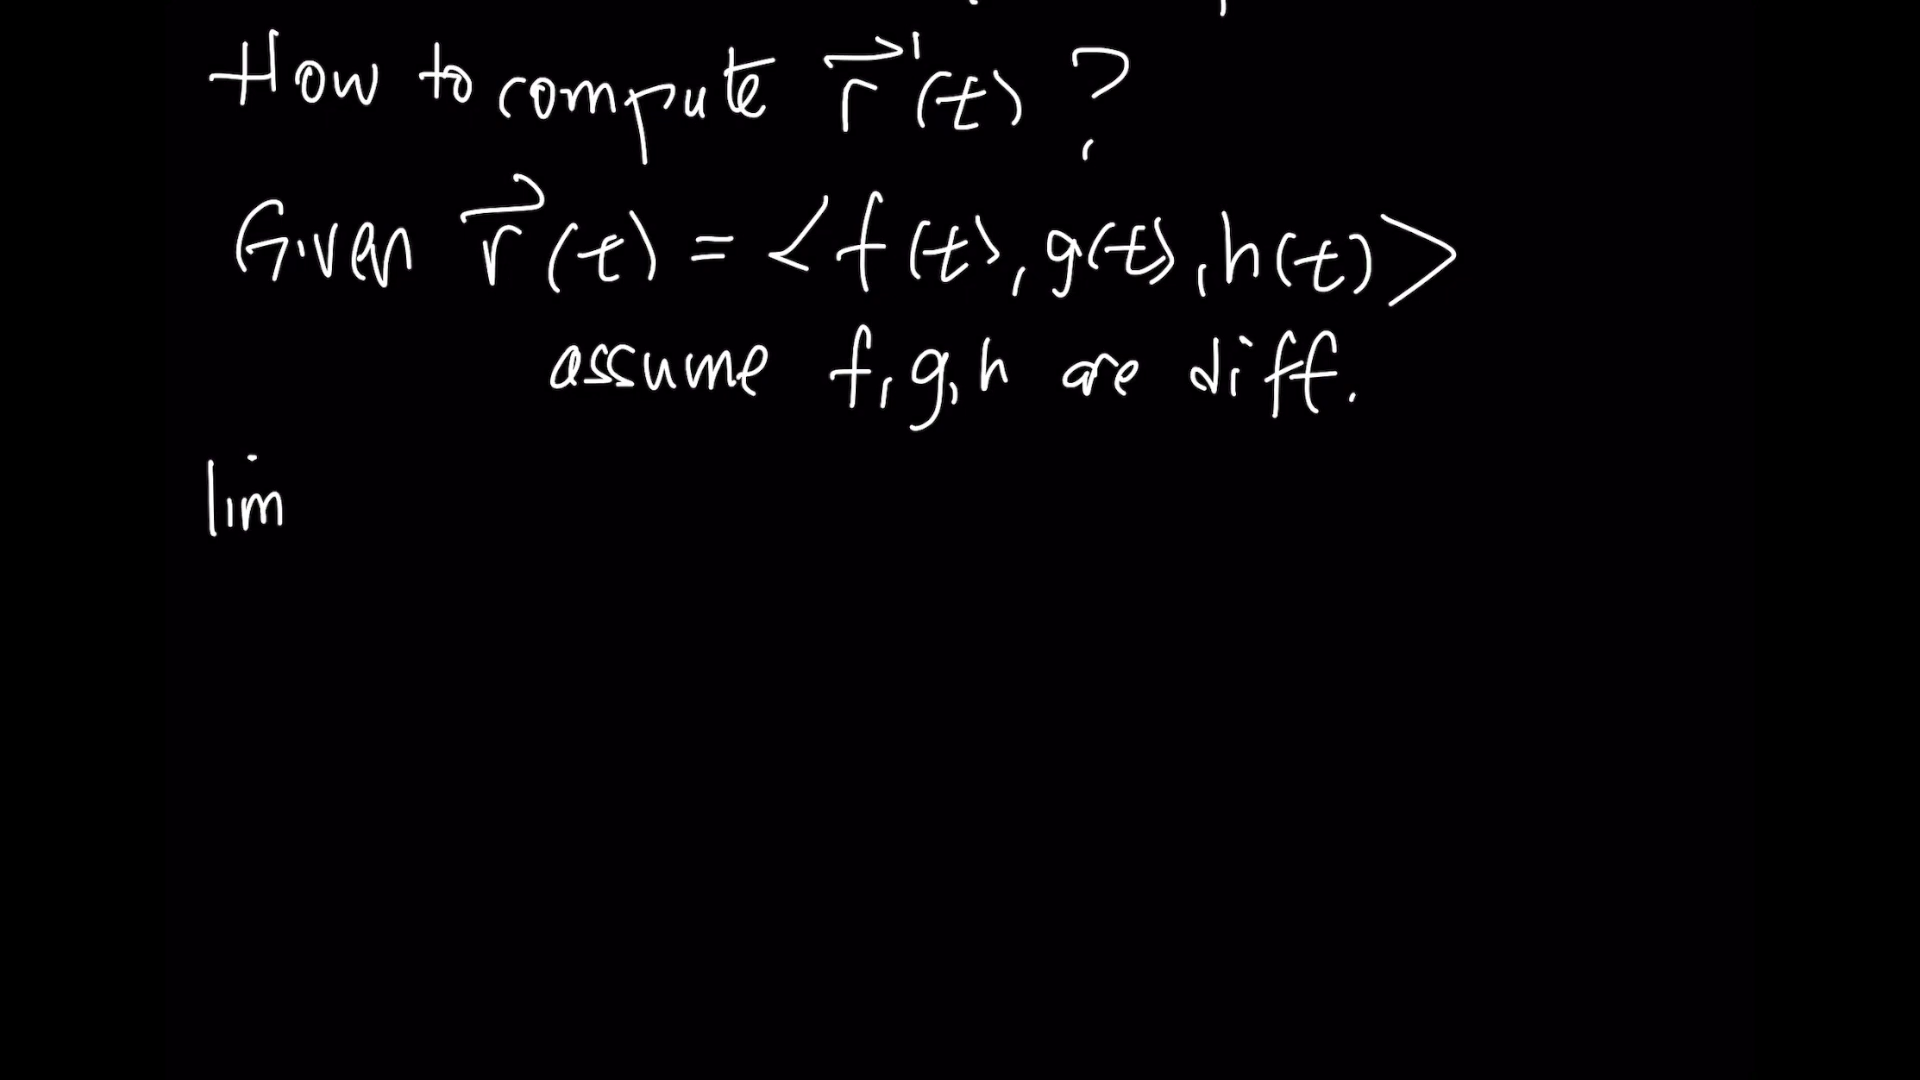 How to compute r⃗'(t) ?
Given r⃗(t) = <f(t), g(t), h(t)>
assume f, g, h are diff.
lim